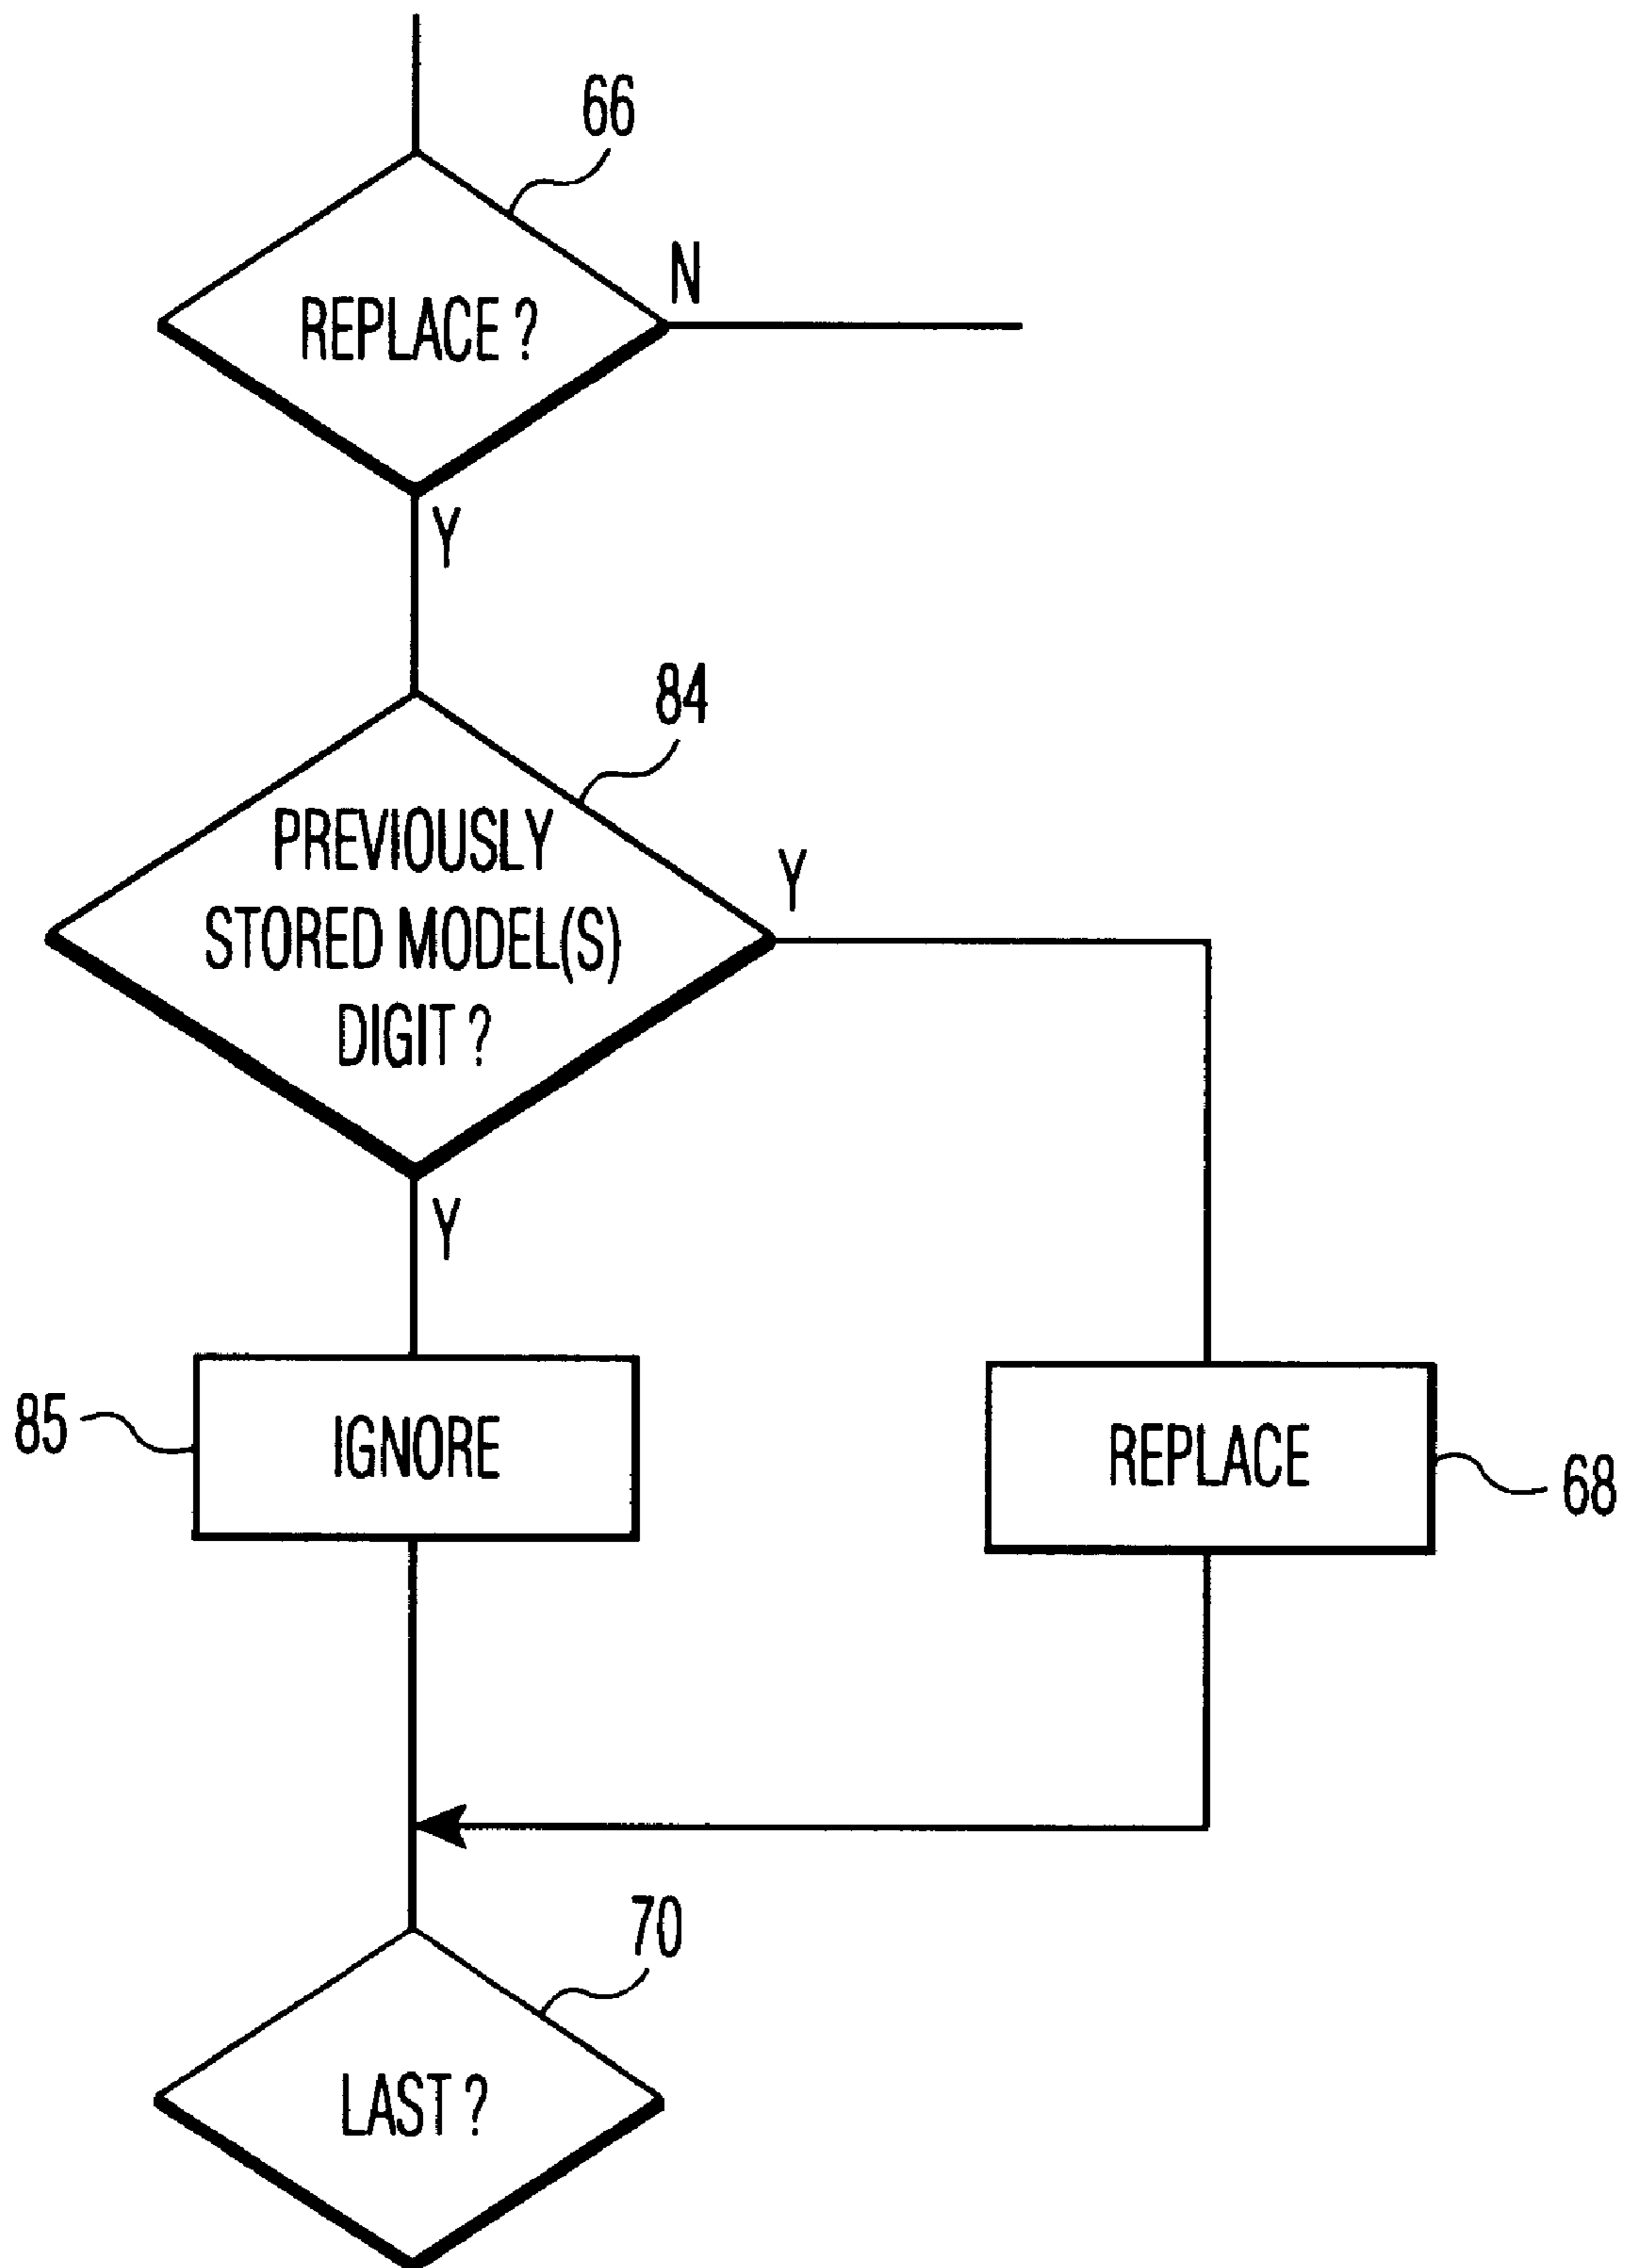 66
N
REPLACE ?
Y
84
PREVIOUSLY
Y
STORED MODEL(S)
DIGIT ?
Y
85
IGNORE
REPLACE
68
70
LAST ?